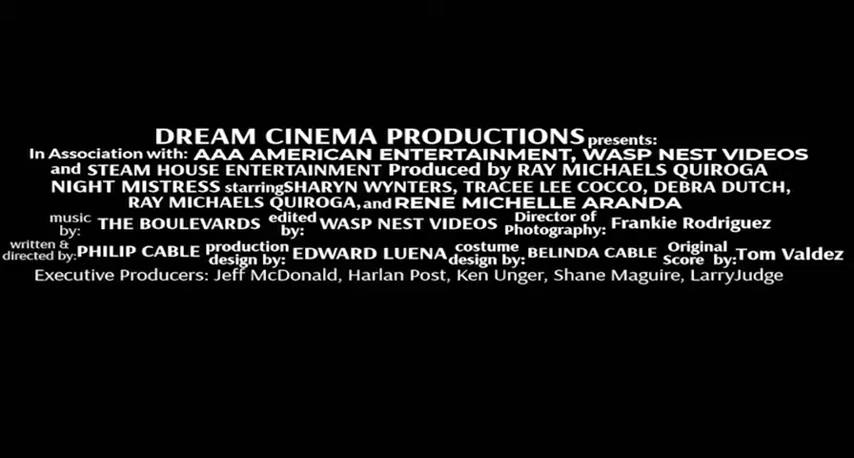 DREAM CINEMA PRODUCTIONS presents:
In Association with: AAA AMERICAN ENTERTAINMENT, WASP NEST VIDEOS
and STEAM HOUSE ENTERTAINMENT Produced by RAY MICHAELS QUIROGA
NIGHT MISTRESS starringSHARYN WYNTERS, TRACEE LEE COCCO, DEBRA DUTCH,
RAY MICHAELS QUIROGA, and RENE MICHELLE ARANDA
music by: THE BOULEVARDS edited by: WASP NEST VIDEOS Director of Photography: Frankie Rodriguez
written & directed by: PHILIP CABLE production design by: EDWARD LUENA costume design by: BELINDA CABLE Original Score by: Tom Valdez
Executive Producers: Jeff McDonald, Harlan Post, Ken Unger, Shane Maguire, LarryJudge